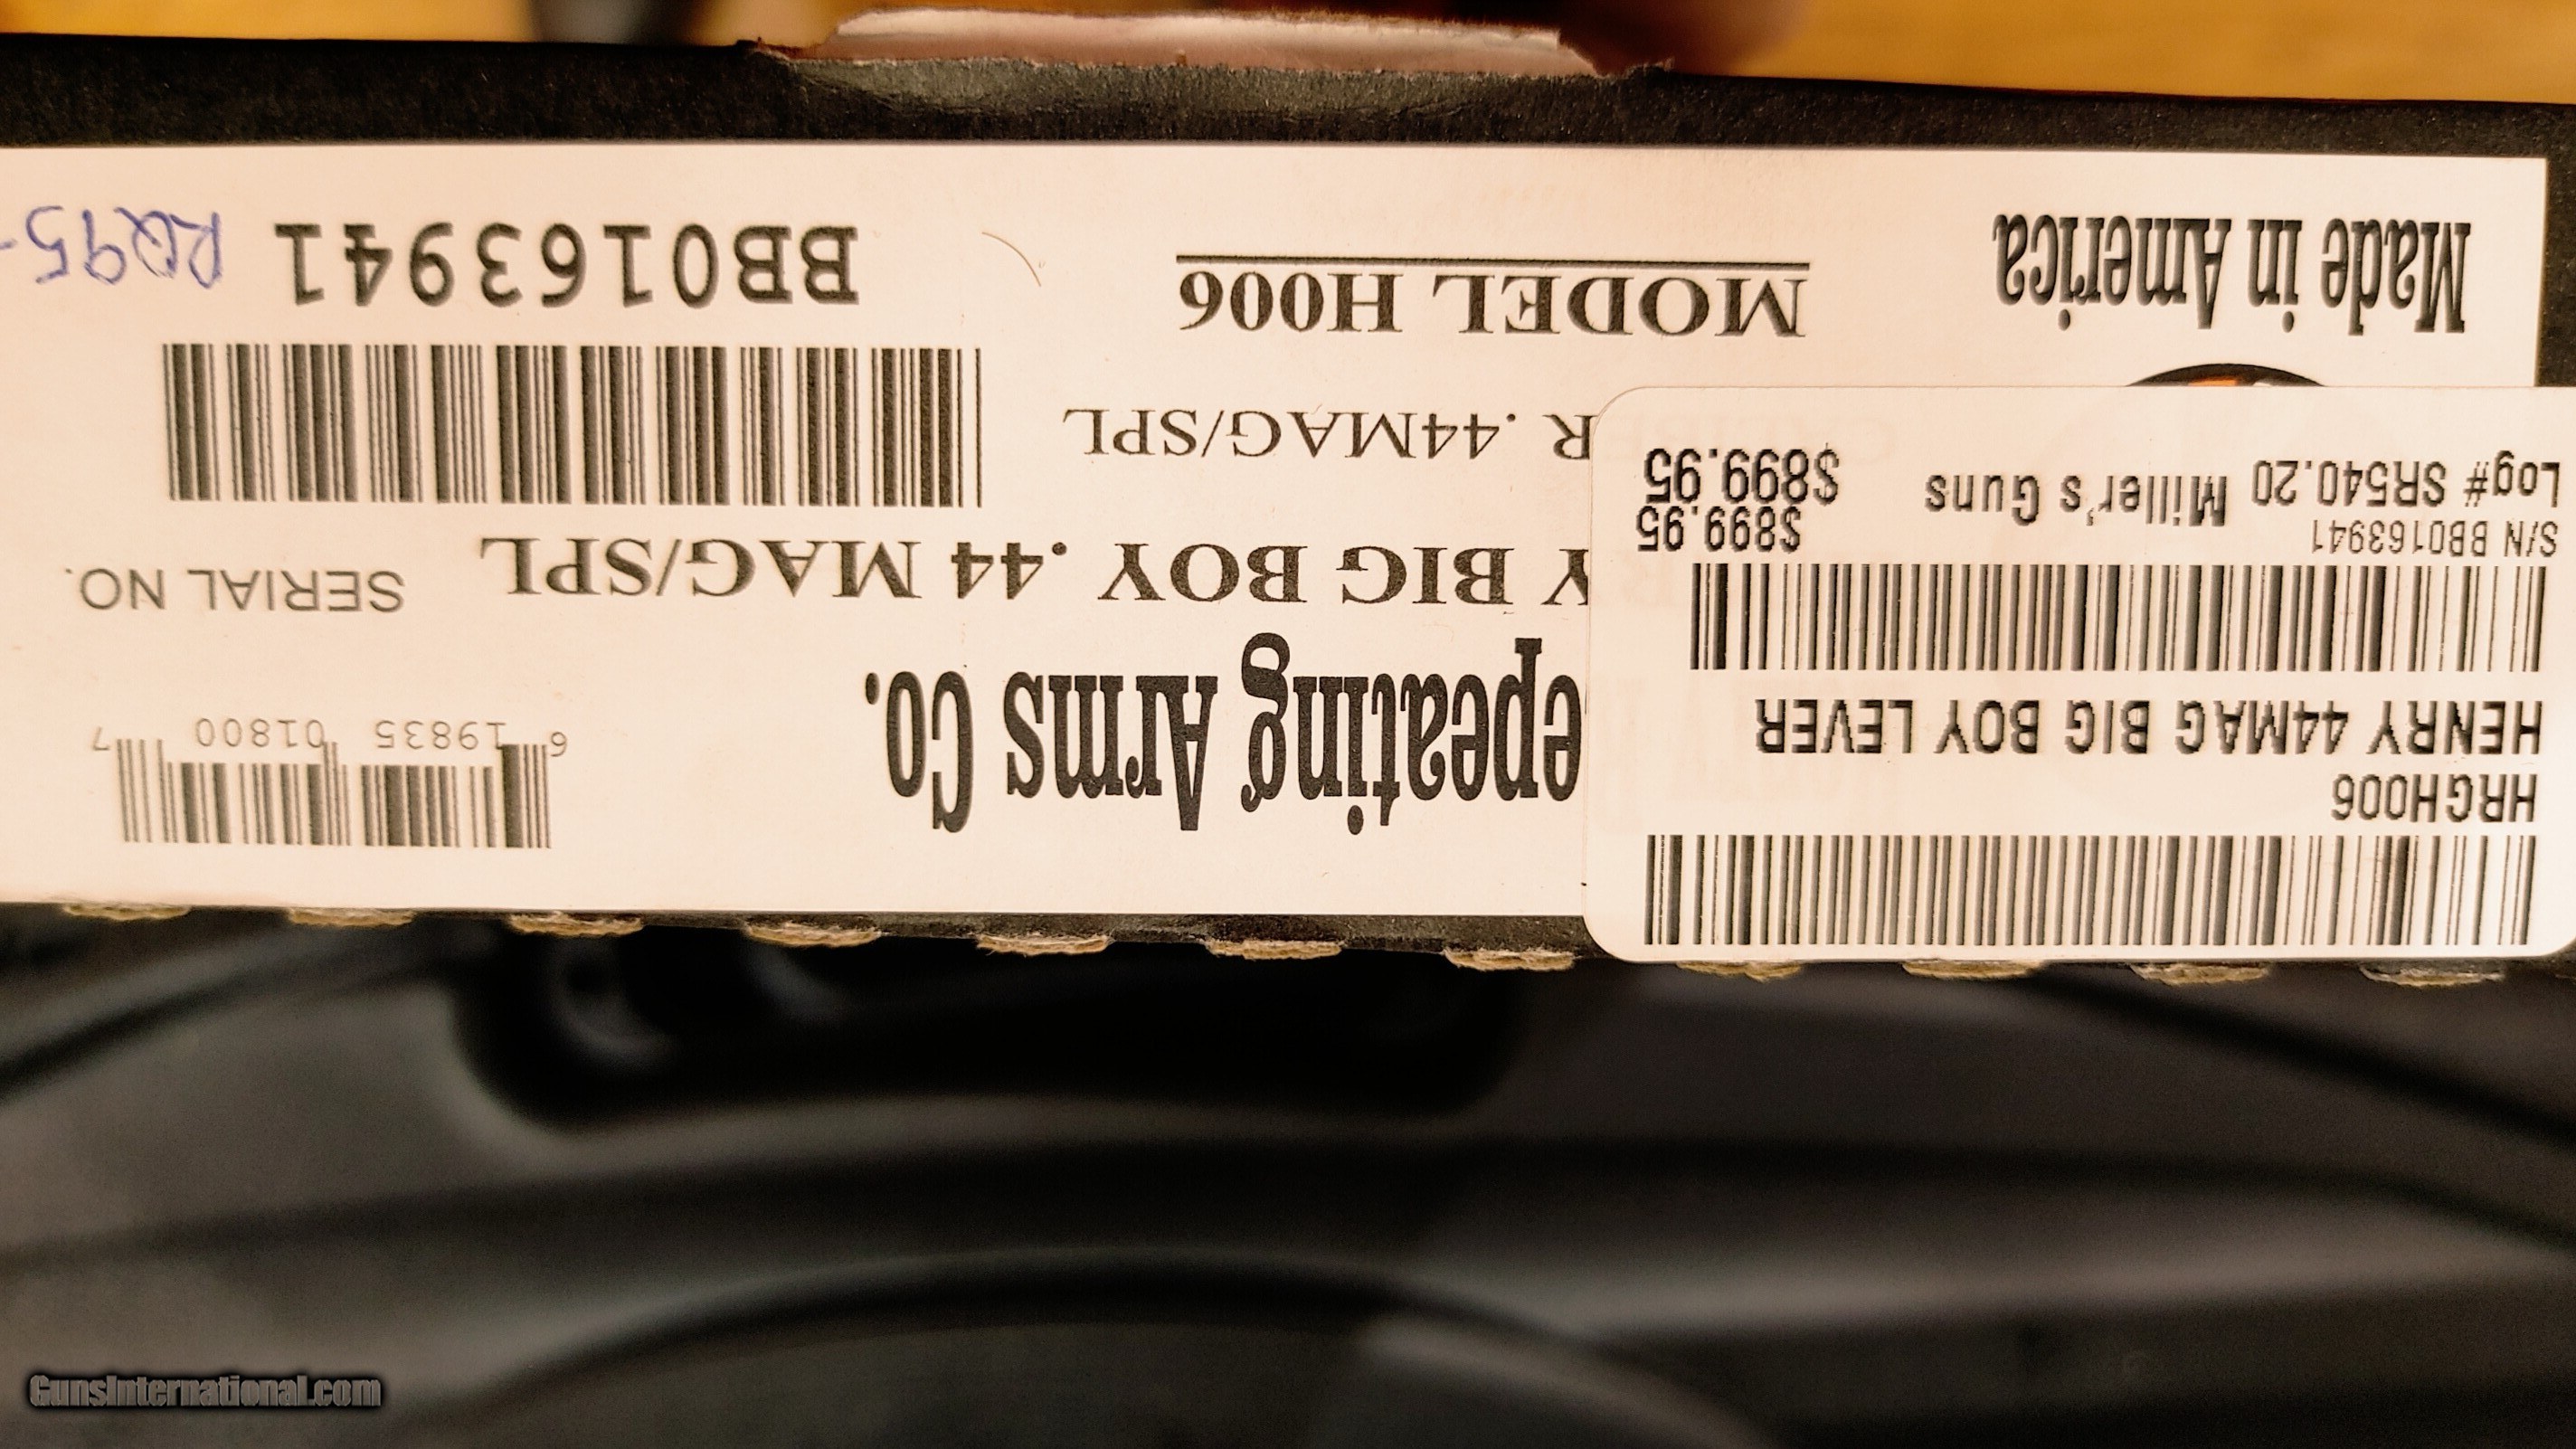 HRGH006
HENRY 44MAG BIG BOY LEVER
S/N BB0163941
$899.95
Log# SR540.20 Miller's Guns
$899.95
epeating Arms Co.
Y BIG BOY .44 MAG/SPL
R .44MAG/SPL
MODEL H006
Made in America
6 19835 01800 7
SERIAL NO.
BB0163941
RQ95-
GunsInternational.com